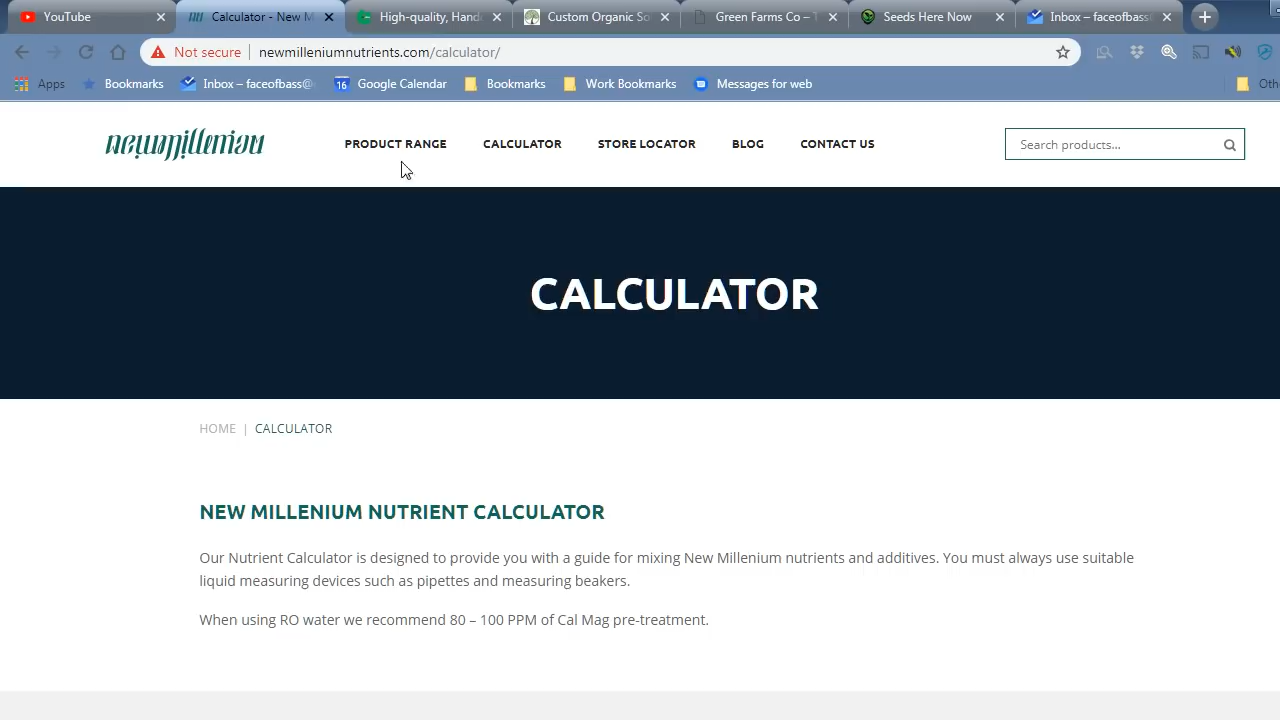 YouTube
Calculator - New M
High-quality, Hand
Custom Organic So
Green Farms Co – T
Seeds Here Now
Inbox – faceofbass
Not secure
newmilleniumnutrients.com/calculator/
Apps
Bookmarks
Inbox – faceofbass@
16
Google Calendar
Bookmarks
Work Bookmarks
Messages for web
Oth
newmillenium
PRODUCT RANGE
CALCULATOR
STORE LOCATOR
BLOG
CONTACT US
Search products...
CALCULATOR
HOME | CALCULATOR
NEW MILLENIUM NUTRIENT CALCULATOR
Our Nutrient Calculator is designed to provide you with a guide for mixing New Millenium nutrients and additives. You must always use suitable
liquid measuring devices such as pipettes and measuring beakers.
When using RO water we recommend 80 – 100 PPM of Cal Mag pre-treatment.